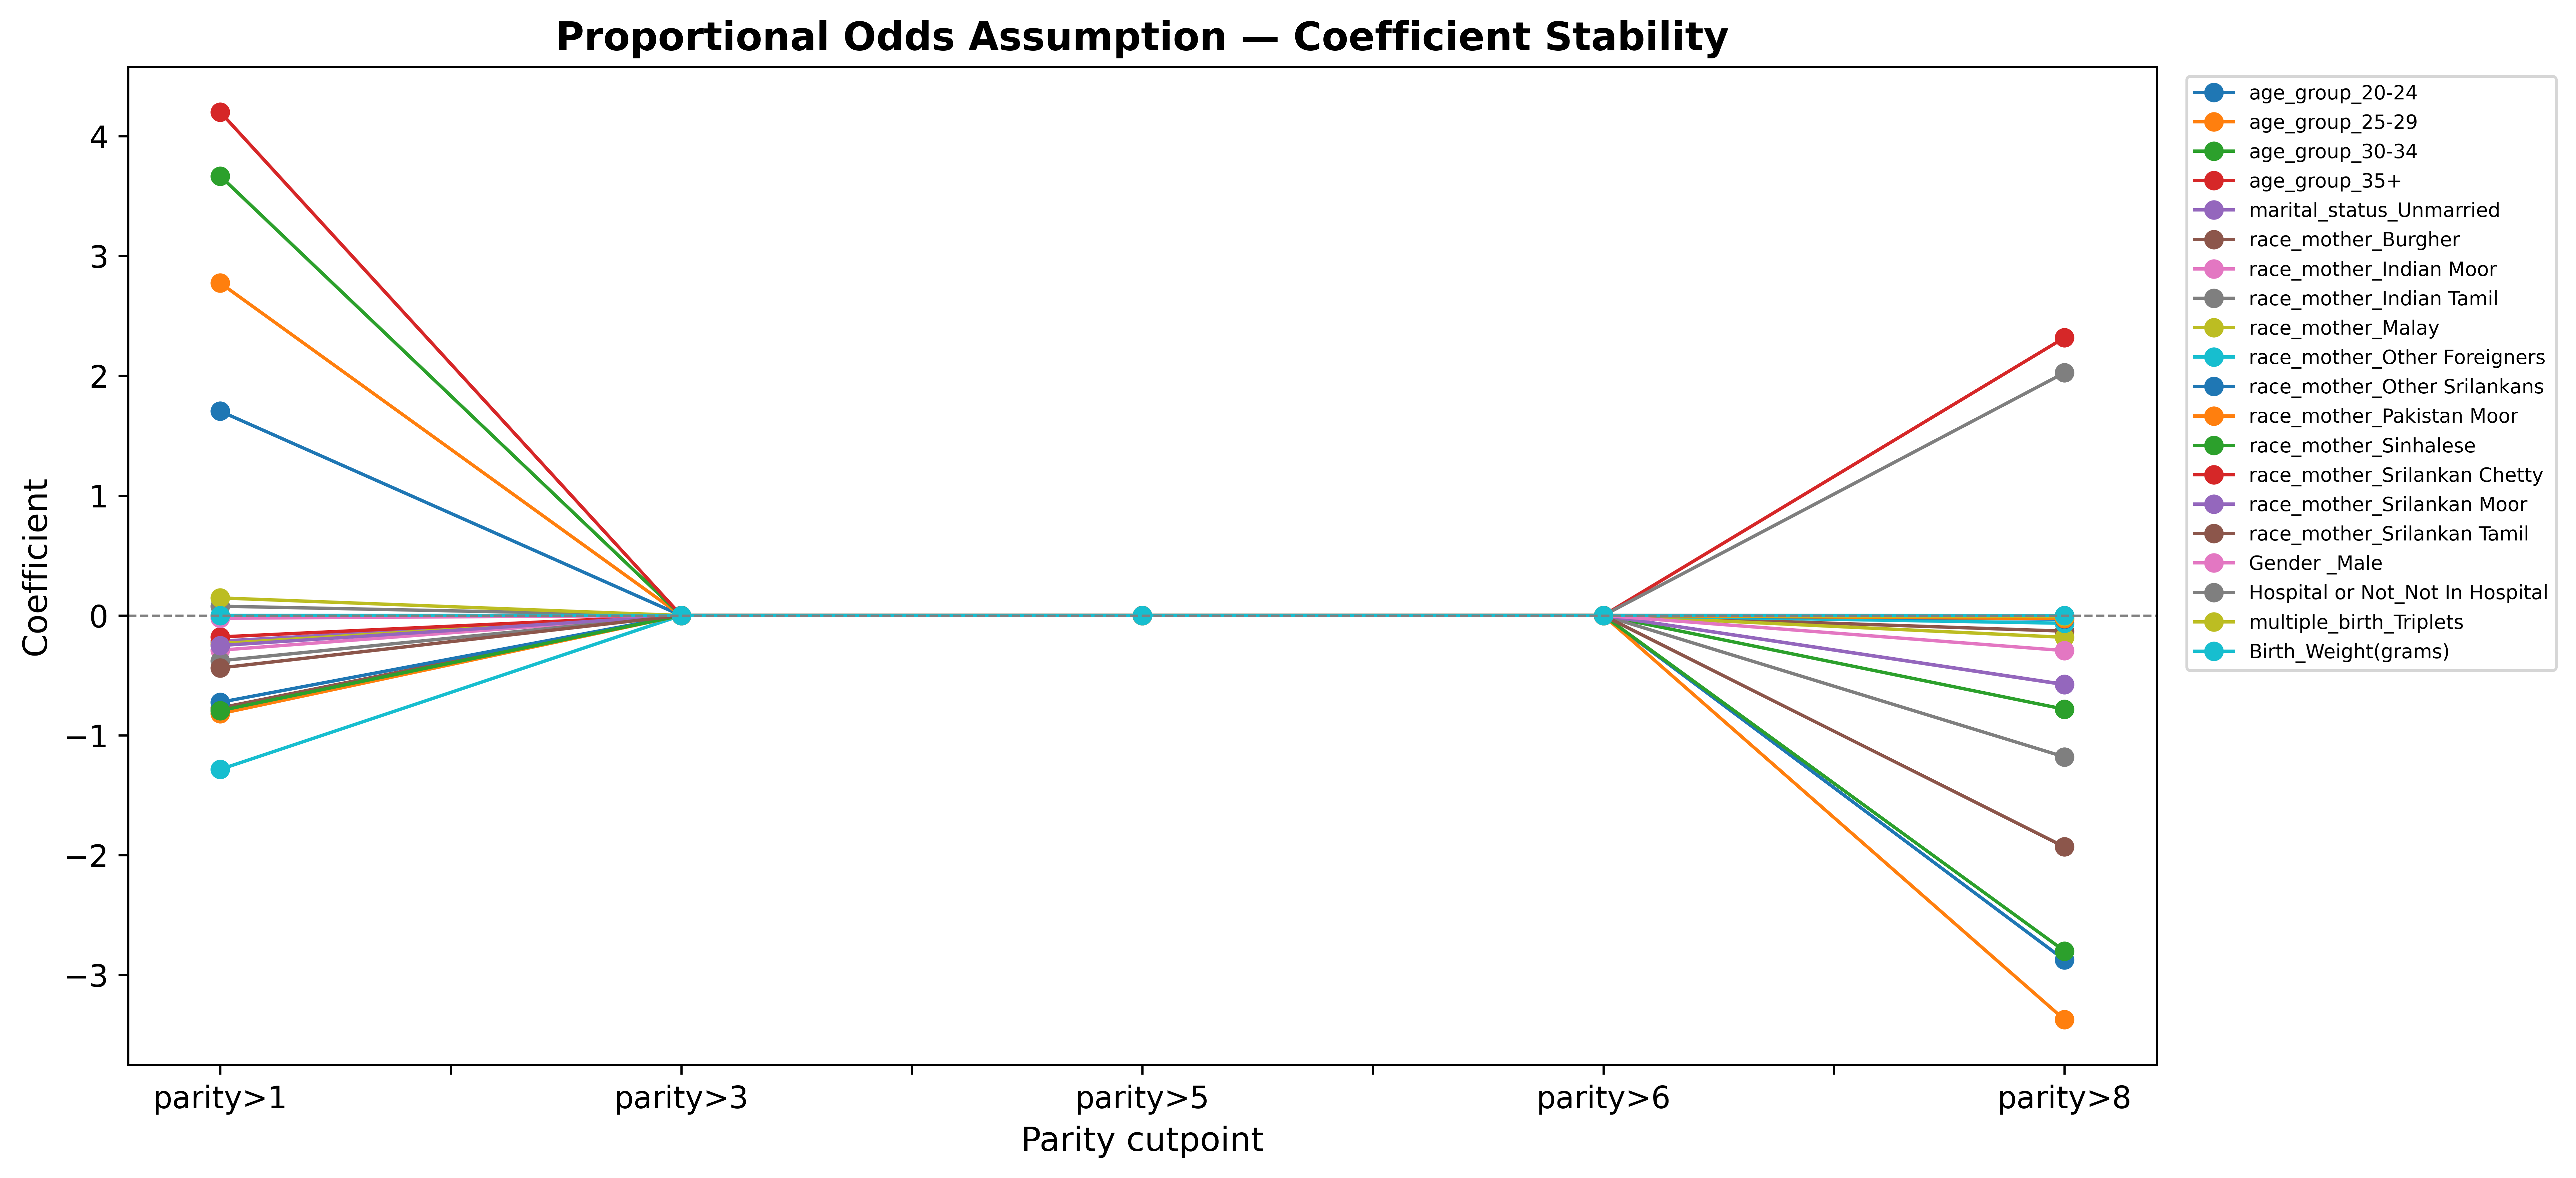 Proportional Odds Assumption — Coefficient Stability
4
3
2
1
0
−1
−2
−3
Coefficient
parity>1
parity>3
parity>5
parity>6
parity>8
Parity cutpoint
age_group_20-24
age_group_25-29
age_group_30-34
age_group_35+
marital_status_Unmarried
race_mother_Burgher
race_mother_Indian Moor
race_mother_Indian Tamil
race_mother_Malay
race_mother_Other Foreigners
race_mother_Other Srilankans
race_mother_Pakistan Moor
race_mother_Sinhalese
race_mother_Srilankan Chetty
race_mother_Srilankan Moor
race_mother_Srilankan Tamil
Gender _Male
Hospital or Not_Not In Hospital
multiple_birth_Triplets
Birth_Weight(grams)